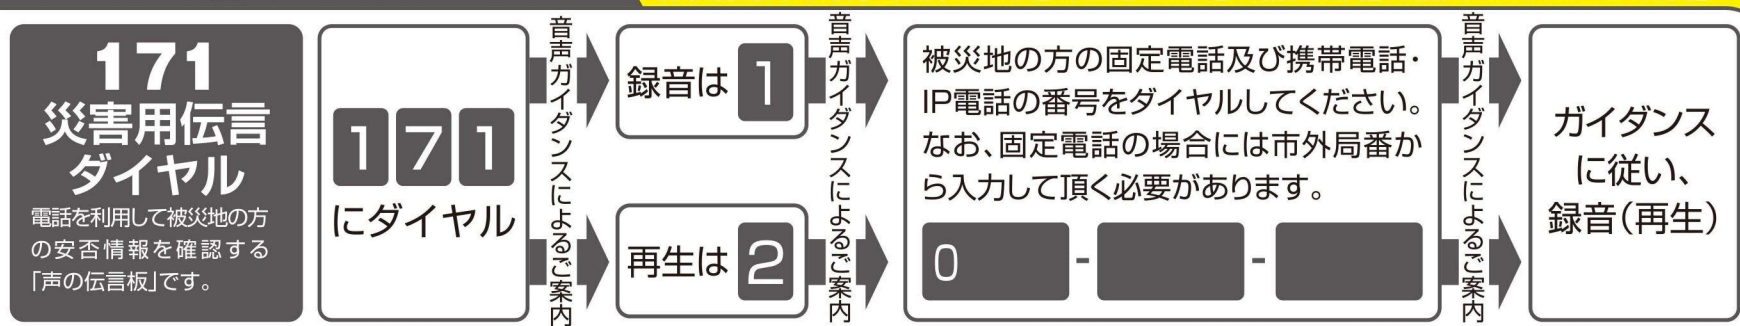 171
災害用伝言
ダイヤル
電話を利用して被災地の方
の安否情報を確認する
「声の伝言板」です。
171
にダイヤル
音声ガイダンスによるご案内
録音は 1
再生は 2
音声ガイダンスによるご案内
被災地の方の固定電話及び携帯電話・
IP電話の番号をダイヤルしてください。
なお、固定電話の場合には市外局番か
ら入力して頂く必要があります。
0 - -
音声ガイダンスによるご案内
ガイダンス
に従い、
録音(再生)